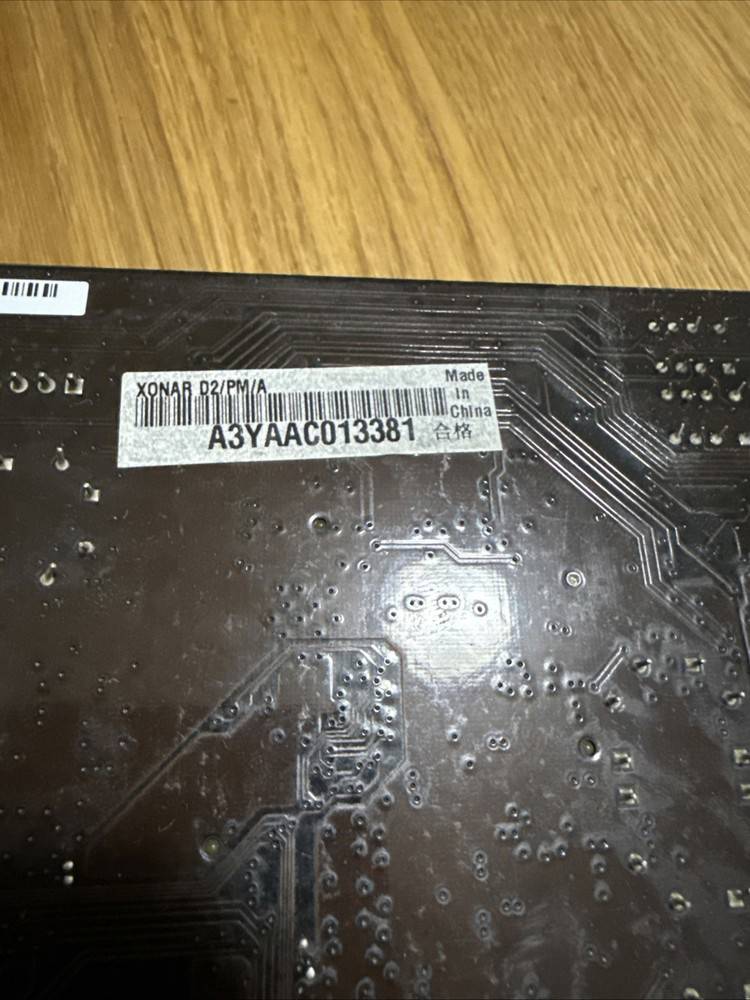 XONAR D2/PM/A
Made
In
China
A3YAAC013381
合格